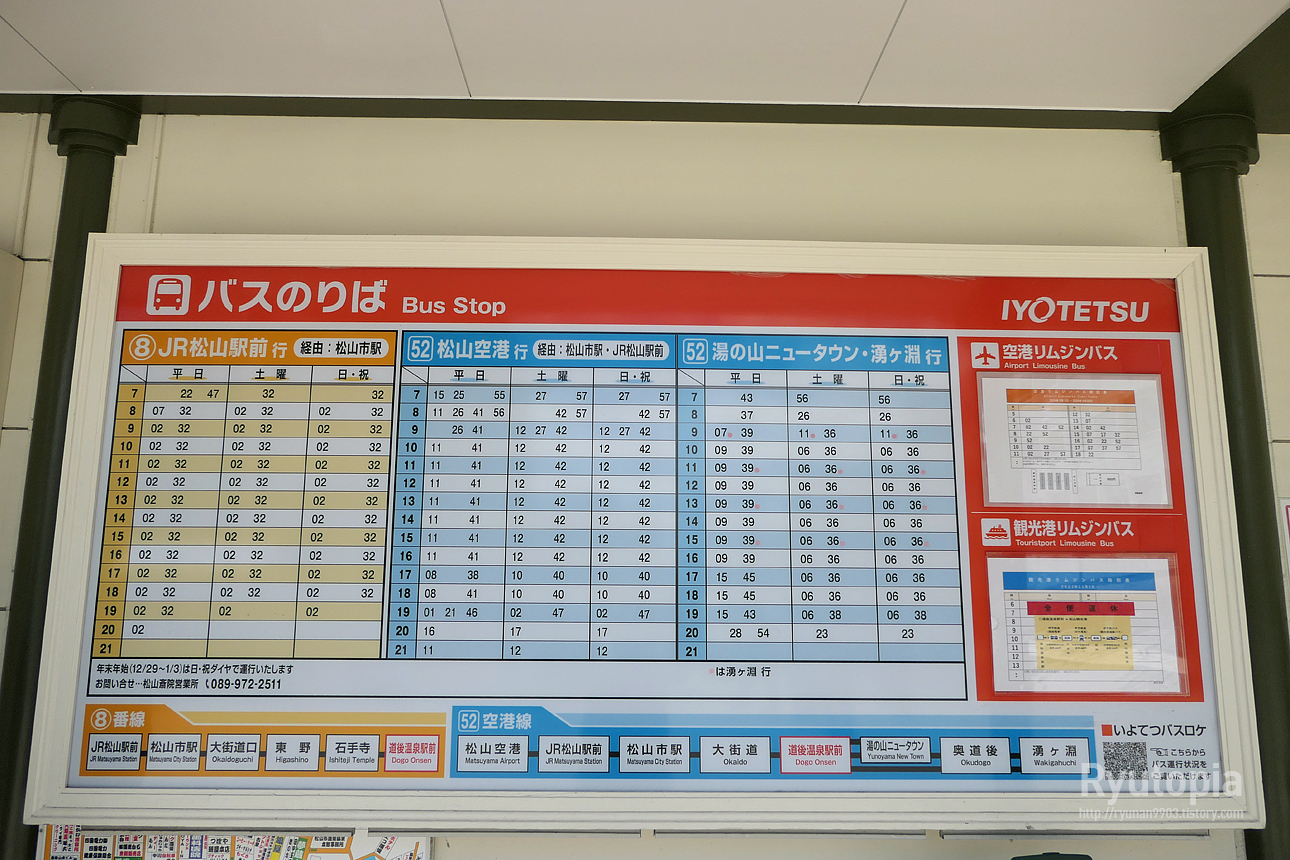 バスのりば Bus Stop
IYOTETSU
8 JR松山駅前 行 経由：松山市駅
平日 土曜 日・祝
7 22 47 32 32
8 07 32 02 32 02 32
9 02 32 02 32 02 32
10 02 32 02 32 02 32
11 02 32 02 32 02 32
12 02 32 02 32 02 32
13 02 32 02 32 02 32
14 02 32 02 32 02 32
15 02 32 02 32 02 32
16 02 32 02 32 02 32
17 02 32 02 32 02 32
18 02 32 02 32 02 32
19 02 32 02 02
20 02
21
52 松山空港 行 経由：松山市駅・JR松山駅前
平日 土曜 日・祝
7 15 25 55 27 57 27 57
8 11 26 41 56 42 57 42 57
9 26 41 12 27 42 12 27 42
10 11 41 12 42 12 42
11 11 41 12 42 12 42
12 11 41 12 42 12 42
13 11 41 12 42 12 42
14 11 41 12 42 12 42
15 11 41 12 42 12 42
16 11 41 12 42 12 42
17 08 38 10 40 10 40
18 08 41 10 40 10 40
19 01 21 46 02 47 02 47
20 16 17 17
21 11 12 12
52 湯の山ニュータウン・湧ヶ淵 行
平日 土曜 日・祝
7 43 56 56
8 37 26 26
9 07 39 11 36 11 36
10 09 39 06 36 06 36
11 09 39 06 36 06 36
12 09 39 06 36 06 36
13 09 39 06 36 06 36
14 09 39 06 36 06 36
15 09 39 06 36 06 36
16 09 39 06 36 06 36
17 15 45 06 36 06 36
18 15 45 06 36 06 36
19 15 43 06 38 06 38
20 28 54 23 23
21
年末年始(12/29～1/3)は日・祝ダイヤで運行いたします
お問い合せ…松山斎院営業所 089-972-2511
は湧ヶ淵 行
空港リムジンバス
Airport Limousine Bus
観光港リムジンバス
Touristport Limousine Bus
全便運休
8 番線
JR松山駅前 松山市駅 大街道口 東野 石手寺 道後温泉駅前
JR Matsuyama Station Matsuyama City Station Okaidoguchi Higashino Ishiteji Temple Dogo Onsen
52 空港線
松山空港 JR松山駅前 松山市駅 大街道 道後温泉駅前 湯の山ニュータウン 奥道後 湧ヶ淵
Matsuyama Airport JR Matsuyama Station Matsuyama City Station Okaido Dogo Onsen Yunoyama New Town Okudogo Wakigahuchi
いよてつバスロケ
こちらから
バス運行状況を
ご覧いただけます
Ryutopia
http://ryunan9903.tistory.com